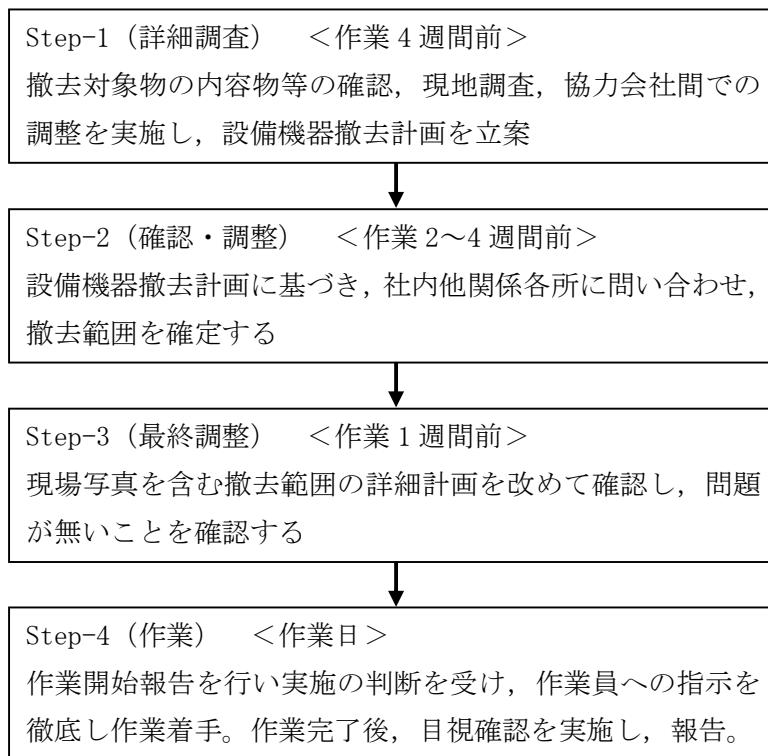 Step-1（詳細調査）　＜作業 4 週間前＞
撤去対象物の内容物等の確認，現地調査，協力会社間での
調整を実施し，設備機器撤去計画を立案
Step-2（確認・調整）　＜作業 2～4 週間前＞
設備機器撤去計画に基づき，社内他関係各所に問い合わせ，
撤去範囲を確定する
Step-3（最終調整）　＜作業 1 週間前＞
現場写真を含む撤去範囲の詳細計画を改めて確認し，問題
が無いことを確認する
Step-4（作業）　＜作業日＞
作業開始報告を行い実施の判断を受け，作業員への指示を
徹底し作業着手。作業完了後，目視確認を実施し，報告。